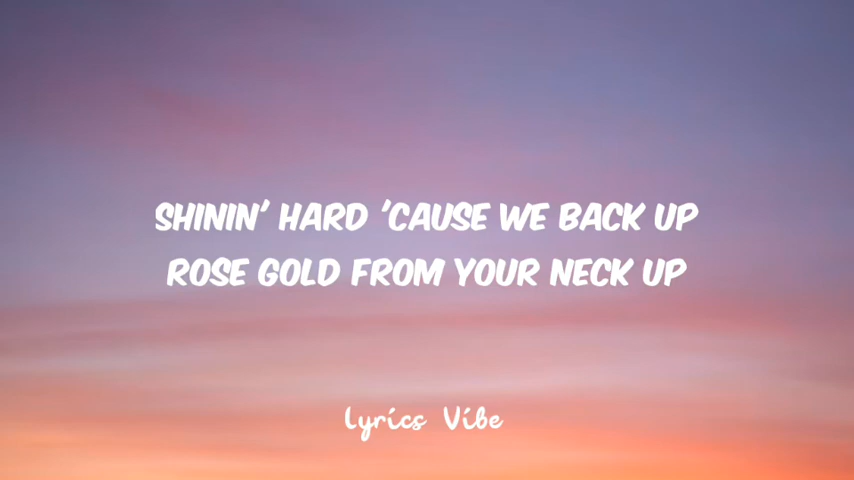 SHININ' HARD 'CAUSE WE BACK UP
ROSE GOLD FROM YOUR NECK UP
Lyrics Vibe